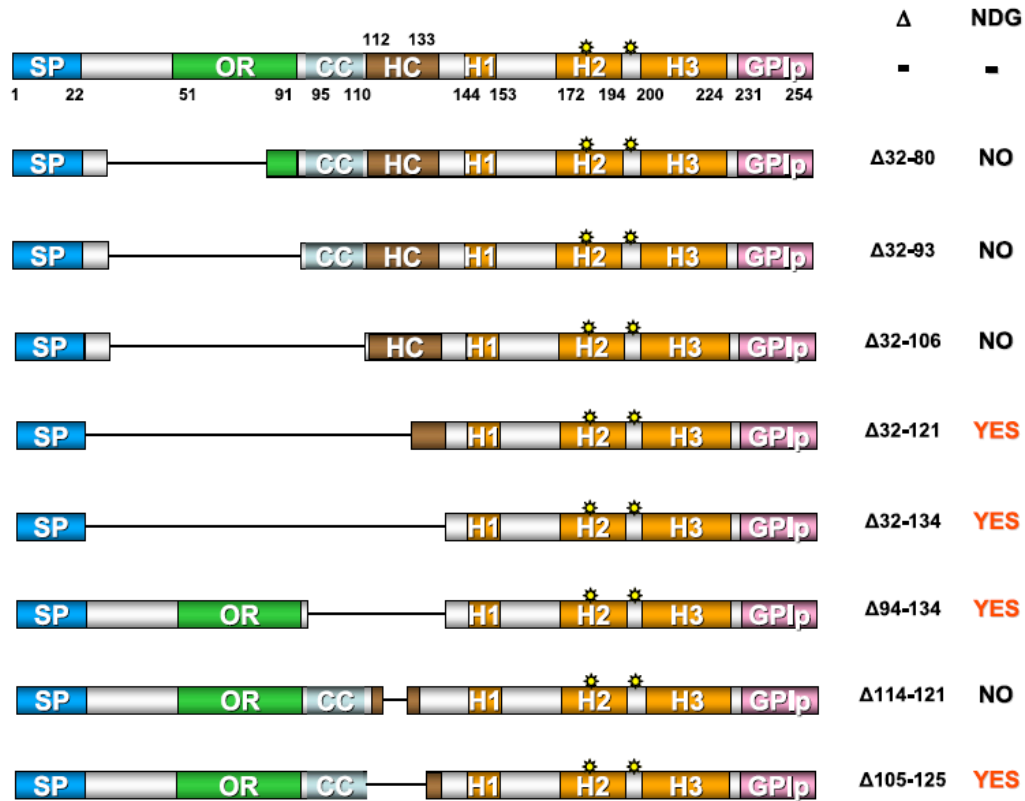 Δ NDG
112 133
SP OR CC HC H1 H2 H3 GPIp - -
1 22 51 91 95 110 144 153 172 194 200 224 231 254
SP CC HC H1 H2 H3 GPIp Δ32-80 NO
SP CC HC H1 H2 H3 GPIp Δ32-93 NO
SP HC H1 H2 H3 GPIp Δ32-106 NO
SP H1 H2 H3 GPIp Δ32-121 YES
SP H1 H2 H3 GPIp Δ32-134 YES
SP OR H1 H2 H3 GPIp Δ94-134 YES
SP OR CC H1 H2 H3 GPIp Δ114-121 NO
SP OR H1 H2 H3 GPIp Δ105-125 YES